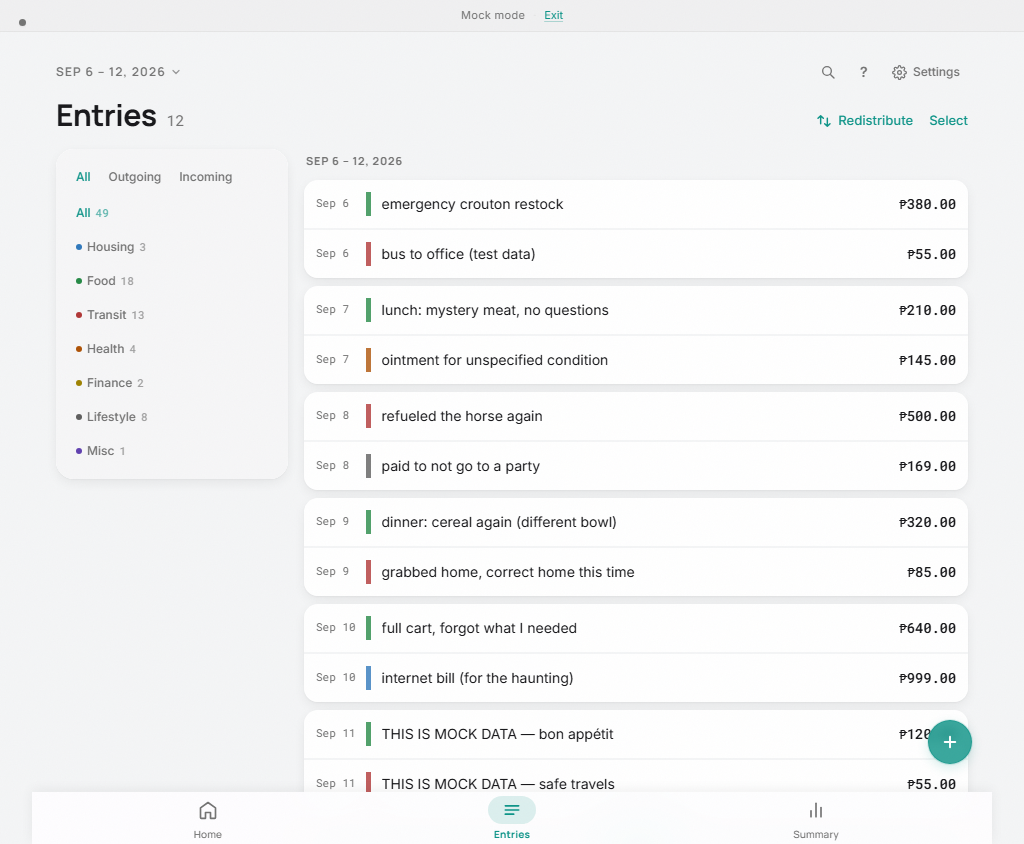 Mock mode · Exit
SEP 6 – 12, 2026
? Settings
Entries 12
Redistribute Select
All Outgoing Incoming
All 49
Housing 3
Food 18
Transit 13
Health 4
Finance 2
Lifestyle 8
Misc 1
SEP 6 – 12, 2026
Sep 6 emergency crouton restock ₱380.00
Sep 6 bus to office (test data) ₱55.00
Sep 7 lunch: mystery meat, no questions ₱210.00
Sep 7 ointment for unspecified condition ₱145.00
Sep 8 refueled the horse again ₱500.00
Sep 8 paid to not go to a party ₱169.00
Sep 9 dinner: cereal again (different bowl) ₱320.00
Sep 9 grabbed home, correct home this time ₱85.00
Sep 10 full cart, forgot what I needed ₱640.00
Sep 10 internet bill (for the haunting) ₱999.00
Sep 11 THIS IS MOCK DATA — bon appétit ₱120
Sep 11 THIS IS MOCK DATA — safe travels ₱55.00
Home Entries Summary